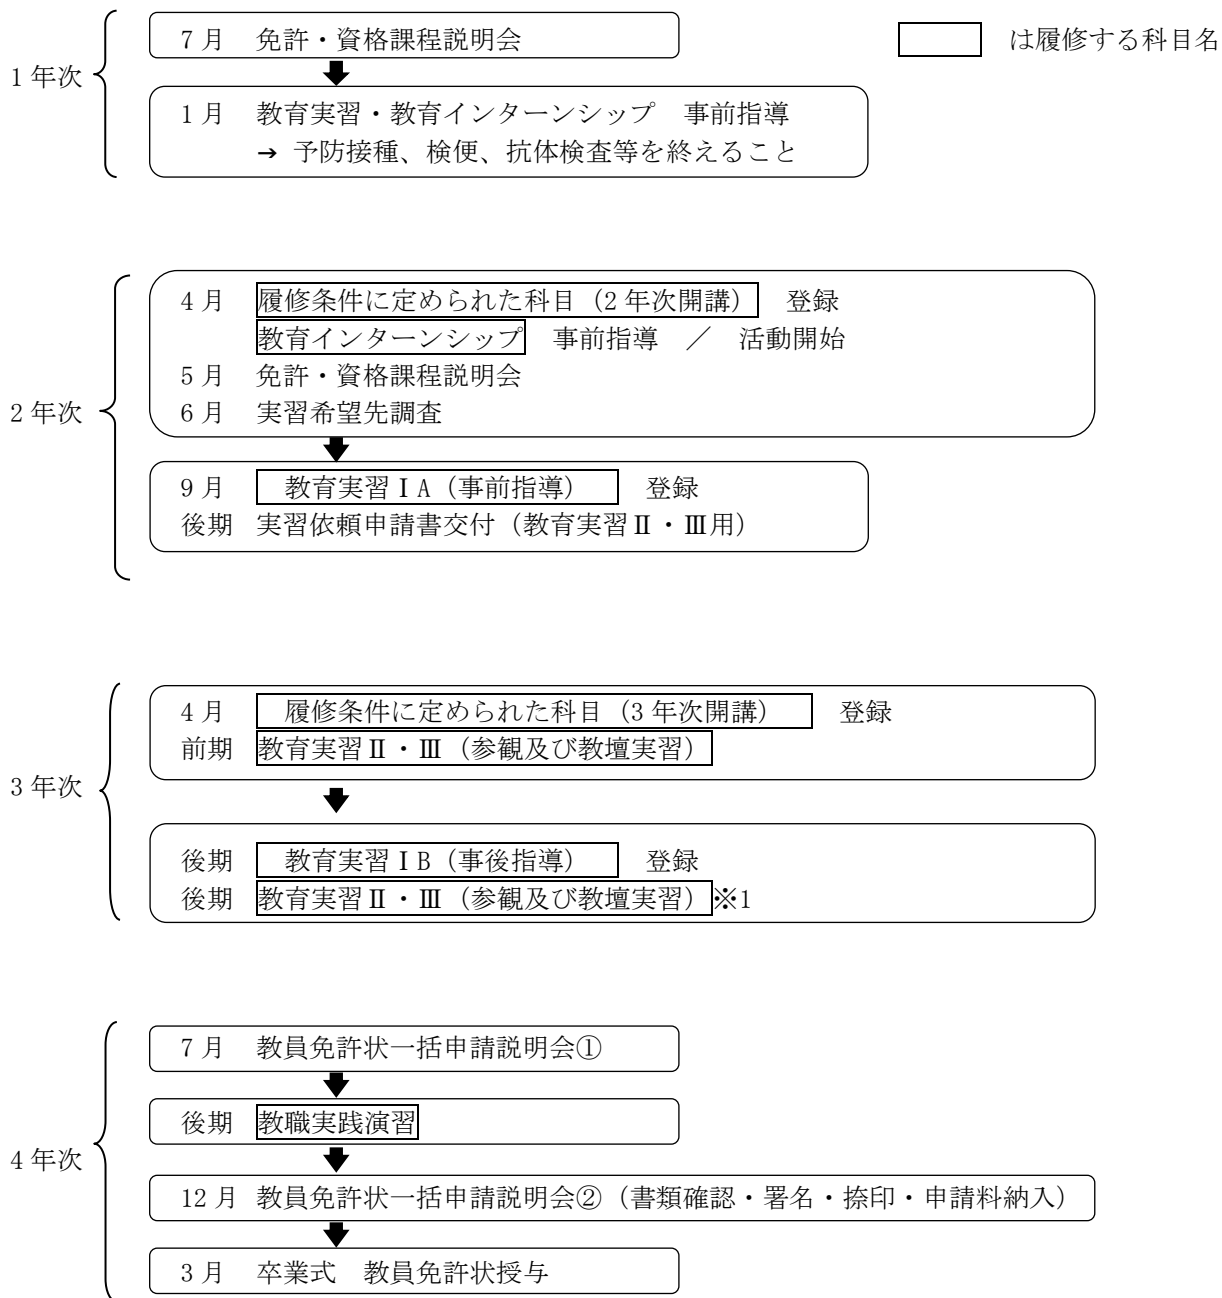 7月 免許・資格課程説明会
は履修する科目名
1年次
1月 教育実習・教育インターンシップ 事前指導
→ 予防接種、検便、抗体検査等を終えること
4月 履修条件に定められた科目（2年次開講） 登録
教育インターンシップ 事前指導 ／ 活動開始
5月 免許・資格課程説明会
2年次
6月 実習希望先調査
9月 教育実習ⅠA（事前指導） 登録
後期 実習依頼申請書交付（教育実習Ⅱ・Ⅲ用）
4月 履修条件に定められた科目（3年次開講） 登録
前期 教育実習Ⅱ・Ⅲ（参観及び教壇実習）
3年次
後期 教育実習ⅠB（事後指導） 登録
後期 教育実習Ⅱ・Ⅲ（参観及び教壇実習）※1
7月 教員免許状一括申請説明会①
後期 教職実践演習
4年次
12月 教員免許状一括申請説明会②（書類確認・署名・捺印・申請料納入）
3月 卒業式 教員免許状授与